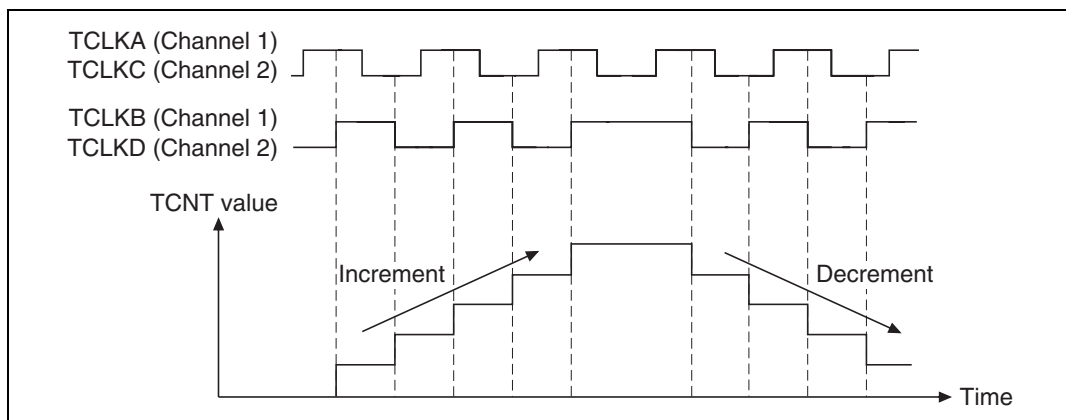 TCLKA (Channel 1)
TCLKC (Channel 2)
TCLKB (Channel 1)
TCLKD (Channel 2)
TCNT value
Increment
Decrement
Time